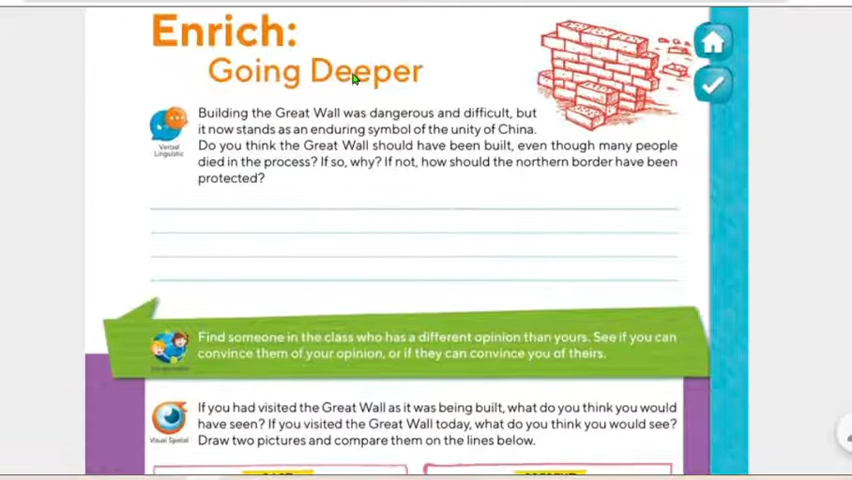 Enrich:
Going Deeper
Building the Great Wall was dangerous and difficult, but
it now stands as an enduring symbol of the unity of China.
Do you think the Great Wall should have been built, even though many people
died in the process? If so, why? If not, how should the northern border have been
protected?
Verbal
Linguistic
Find someone in the class who has a different opinion than yours. See if you can
convince them of your opinion, or if they can convince you of theirs.
If you had visited the Great Wall as it was being built, what do you think you would
have seen? If you visited the Great Wall today, what do you think you would see?
Draw two pictures and compare them on the lines below.
Visual Spatial